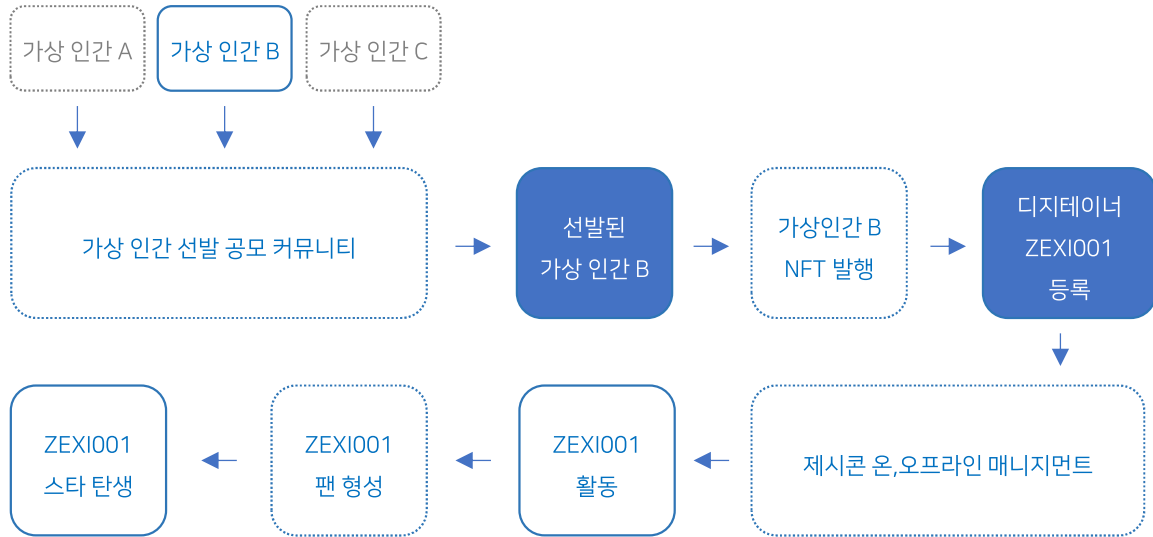 가상 인간 A
가상 인간 B
가상 인간 C
가상 인간 선발 공모 커뮤니티
선발된
가상 인간 B
가상인간 B
NFT 발행
디지테이너
ZEXI001
등록
제시콘 온,오프라인 매니지먼트
ZEXI001
활동
ZEXI001
팬 형성
ZEXI001
스타 탄생